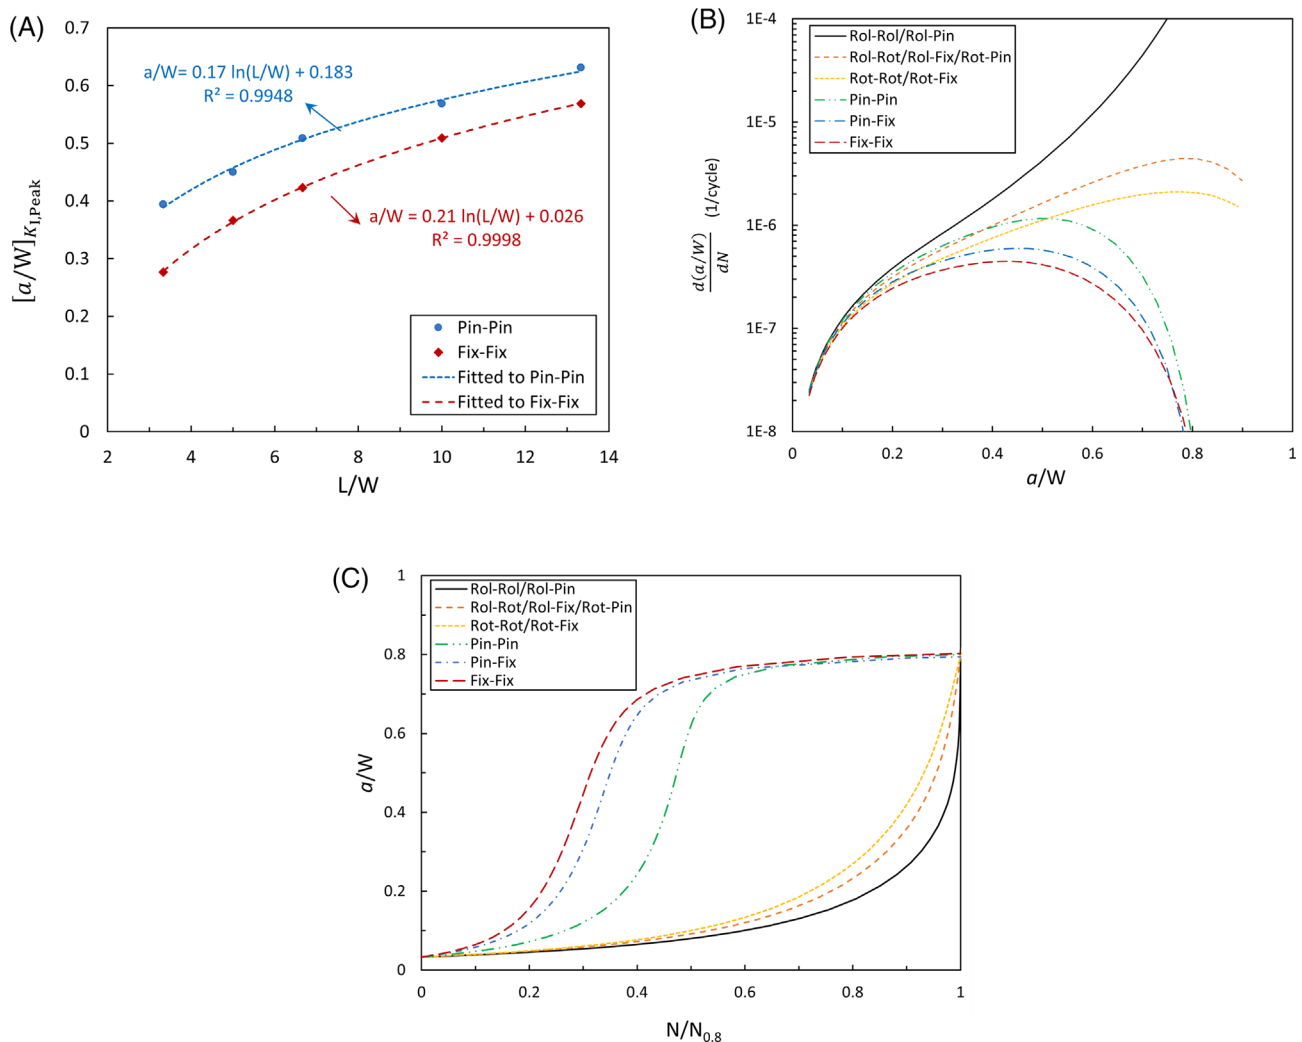 (A)
0.7
0.6
0.5
0.4
0.3
0.2
0.1
0
[a/W]KI,Peak
a/W= 0.17 ln(L/W) + 0.183
R² = 0.9948
a/W = 0.21 ln(L/W) + 0.026
R² = 0.9998
Pin-Pin
Fix-Fix
Fitted to Pin-Pin
Fitted to Fix-Fix
2 4 6 8 10 12 14
L/W
(B)
1E-4
1E-5
1E-6
1E-7
1E-8
d(a/W)/dN (1/cycle)
Rol-Rol/Rol-Pin
Rol-Rot/Rol-Fix/Rot-Pin
Rot-Rot/Rot-Fix
Pin-Pin
Pin-Fix
Fix-Fix
0 0.2 0.4 0.6 0.8 1
a/W
(C)
1
0.8
0.6
0.4
0.2
0
a/W
Rol-Rol/Rol-Pin
Rol-Rot/Rol-Fix/Rot-Pin
Rot-Rot/Rot-Fix
Pin-Pin
Pin-Fix
Fix-Fix
0 0.2 0.4 0.6 0.8 1
N/N0.8